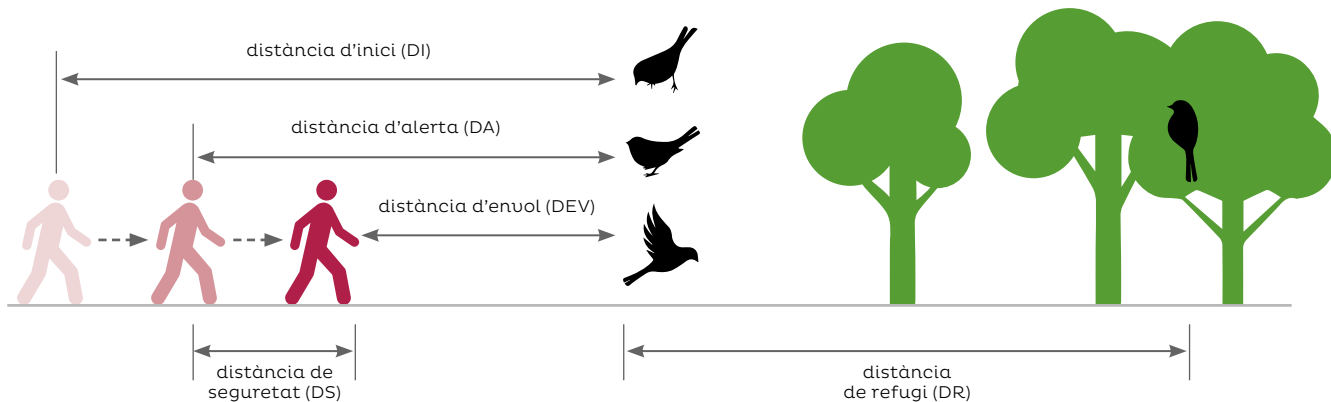 distància d’inici (DI)
distància d’alerta (DA)
distància d’envol (DEV)
distància de
seguretat (DS)
distància
de refugi (DR)